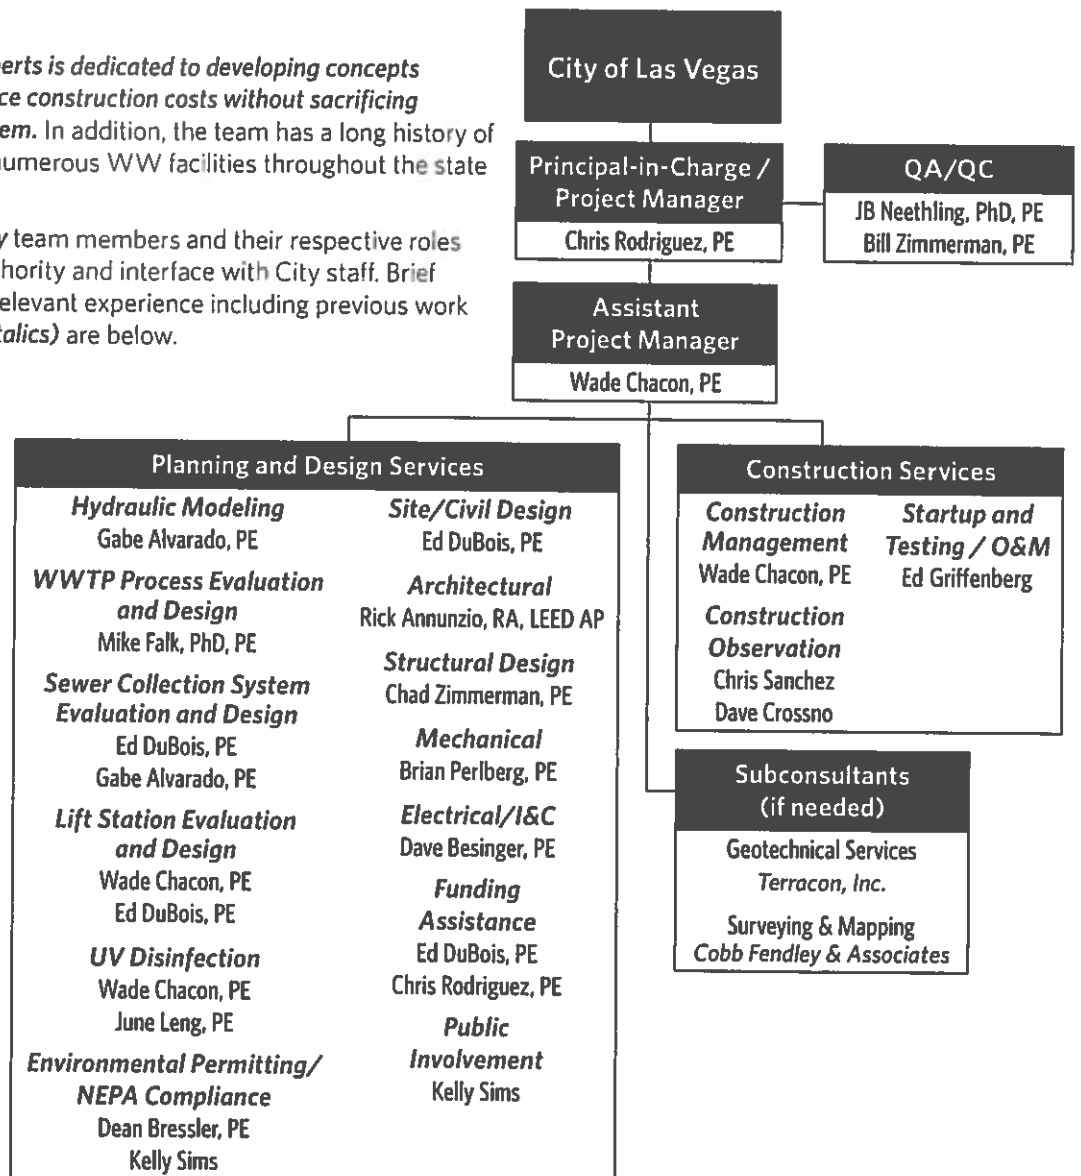 erts is dedicated to developing concepts
ce construction costs without sacrificing
em. In addition, the team has a long history of
numerous WW facilities throughout the state
y team members and their respective roles
hority and interface with City staff. Brief
elevant experience including previous work
talics) are below.
City of Las Vegas
Principal-in-Charge /
Project Manager
Chris Rodriguez, PE
QA/QC
JB Neethling, PhD, PE
Bill Zimmerman, PE
Assistant
Project Manager
Wade Chacon, PE
Planning and Design Services
Hydraulic Modeling
Gabe Alvarado, PE
WWTP Process Evaluation
and Design
Mike Falk, PhD, PE
Sewer Collection System
Evaluation and Design
Ed DuBois, PE
Gabe Alvarado, PE
Lift Station Evaluation
and Design
Wade Chacon, PE
Ed DuBois, PE
UV Disinfection
Wade Chacon, PE
June Leng, PE
Environmental Permitting/
NEPA Compliance
Dean Bressler, PE
Kelly Sims
Site/Civil Design
Ed DuBois, PE
Architectural
Rick Annunzio, RA, LEED AP
Structural Design
Chad Zimmerman, PE
Mechanical
Brian Perlberg, PE
Electrical/I&C
Dave Besinger, PE
Funding
Assistance
Ed DuBois, PE
Chris Rodriguez, PE
Public
Involvement
Kelly Sims
Construction Services
Construction
Management
Wade Chacon, PE
Construction
Observation
Chris Sanchez
Dave Crossno
Startup and
Testing / O&M
Ed Griffenberg
Subconsultants
(if needed)
Geotechnical Services
Terracon, Inc.
Surveying & Mapping
Cobb Fendley & Associates